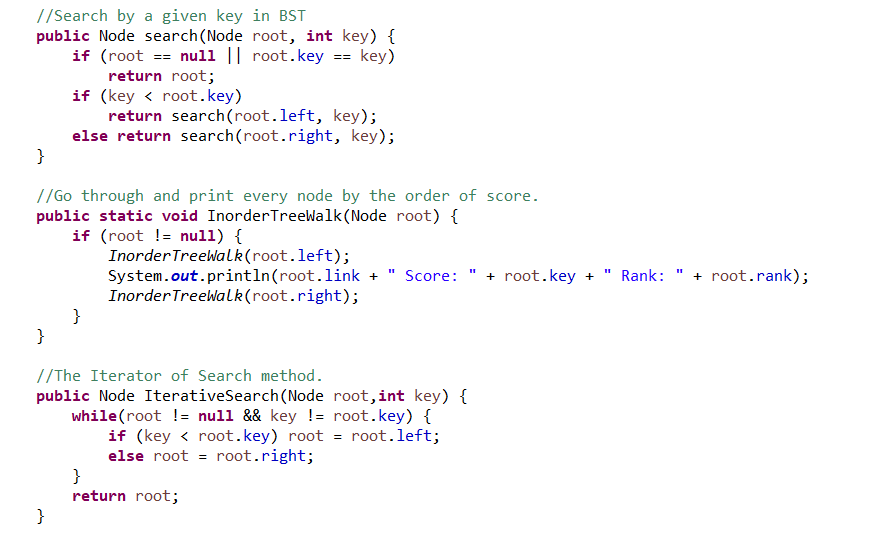 //Search by a given key in BST
public Node search(Node root, int key) {
    if (root == null || root.key == key)
        return root;
    if (key < root.key)
        return search(root.left, key);
    else return search(root.right, key);
}

//Go through and print every node by the order of score.
public static void InorderTreeWalk(Node root) {
    if (root != null) {
        InorderTreeWalk(root.left);
        System.out.println(root.link + " Score: " + root.key + " Rank: " + root.rank);
        InorderTreeWalk(root.right);
    }
}

//The Iterator of Search method.
public Node IterativeSearch(Node root,int key) {
    while(root != null && key != root.key) {
        if (key < root.key) root = root.left;
        else root = root.right;
    }
    return root;
}